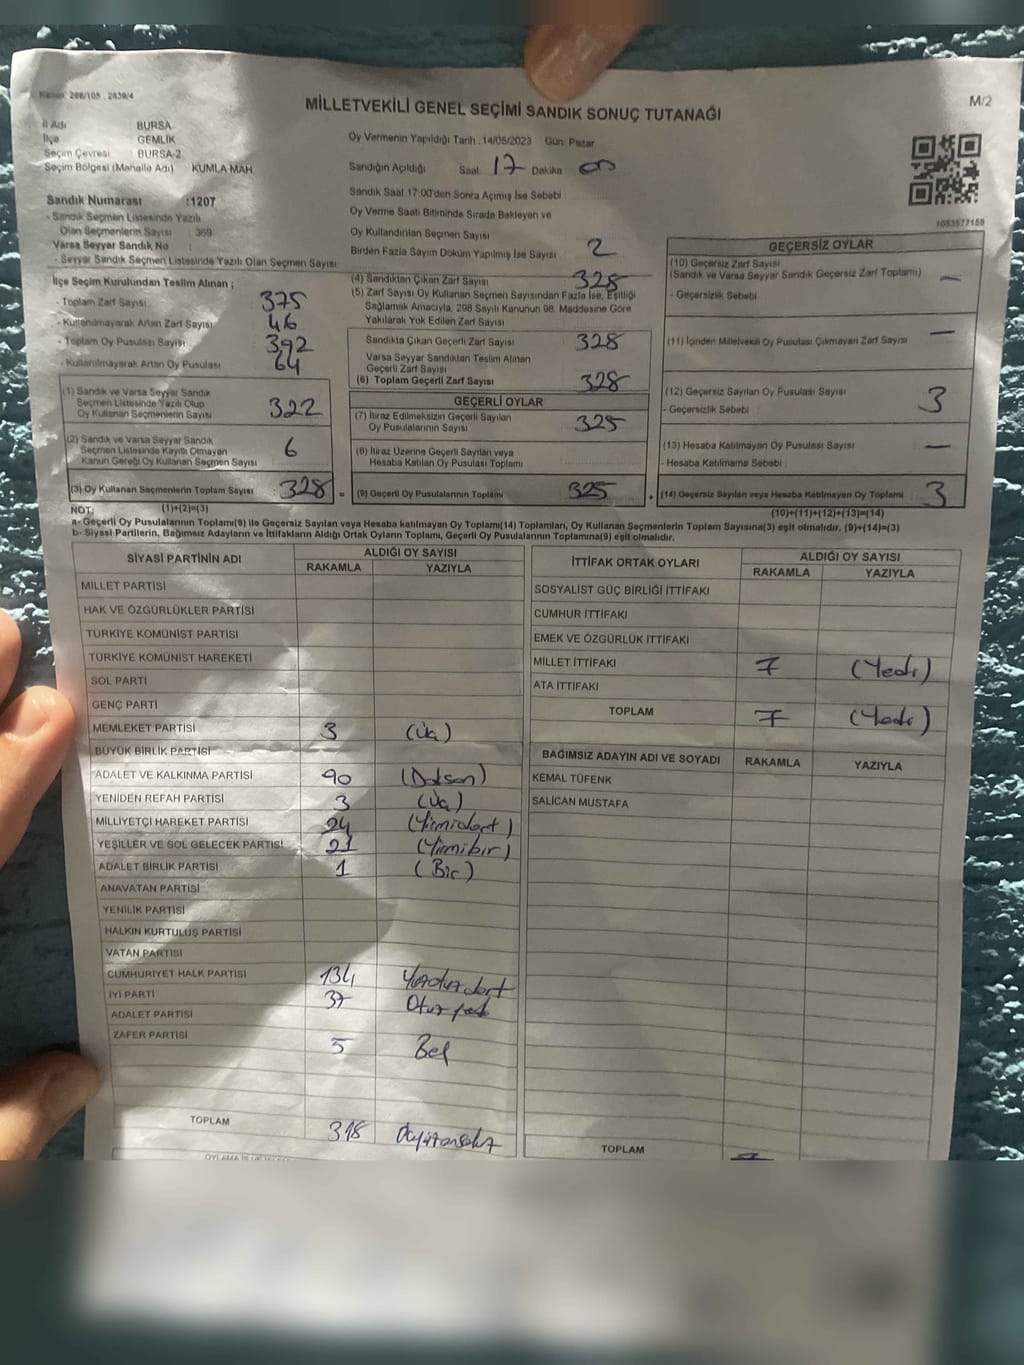 Kanun: 298/105 . 2839/4
M/2
MİLLETVEKİLİ GENEL SEÇİMİ SANDIK SONUÇ TUTANAĞI
İl Adı BURSA
İlçe GEMLİK
Seçim Çevresi BURSA-2
Seçim Bölgesi (Mahalle Adı) KUMLA MAH
Oy Vermenin Yapıldığı Tarih : 14/05/2023 Gün: Pazar
Sandığın Açıldığı Saat 17 Dakika 00
Sandık Saat 17:00'den Sonra Açımış İse Sebebi
Oy Verme Saati Bitiminde Sırada Bekleyen ve
Oy Kullandırılan Seçmen Sayısı
Birden Fazla Sayım Döküm Yapılmış İse Sayısı 2
1083577155
Sandık Numarası :1207
- Sandık Seçmen Listesinde Yazılı
Olan Seçmenlerin Sayısı : 369
Varsa Seyyar Sandık No :
- Seyyar Sandık Seçmen Listesinde Yazılı Olan Seçmen Sayısı
İlçe Seçim Kurulundan Teslim Alınan ;
- Toplam Zarf Sayısı 375
- Kullanılmayarak Artan Zarf Sayısı 46
- Toplam Oy Pusulası Sayısı 392
- Kullanılmayarak Artan Oy Pusulası 64
(1) Sandık ve Varsa Seyyar Sandık
Seçmen Listesinde Yazılı Olup
Oy Kullanan Seçmenlerin Sayısı 322
(2) Sandık ve Varsa Seyyar Sandık
Seçmen Listesinde Kayıtlı Olmayan
Kanun Gereği Oy Kullanan Seçmen Sayısı 6
(3) Oy Kullanan Seçmenlerin Toplam Sayısı : 328
(1)+(2)=(3)
(4) Sandıktan Çıkan Zarf Sayısı 328
(5) Zarf Sayısı Oy Kullanan Seçmen Sayısından Fazla İse, Eşitliği
Sağlamak Amacıyla, 298 Sayılı Kanunun 98. Maddesine Göre
Yakılarak Yok Edilen Zarf Sayısı
Sandıkta Çıkan Geçerli Zarf Sayısı 328
Varsa Seyyar Sandıktan Teslim Alınan
Geçerli Zarf Sayısı
(6) Toplam Geçerli Zarf Sayısı 328
GEÇERLİ OYLAR
(7) İtiraz Edilmeksizin Geçerli Sayılan
Oy Pusulalarının Sayısı 325
(8) İtiraz Üzerine Geçerli Sayılan veya
Hesaba Katılan Oy Pusulası Toplamı
= (9) Geçerli Oy Pusulalarının Toplamı 325
GEÇERSİZ OYLAR
(10) Geçersiz Zarf Sayısı
(Sandık ve Varsa Seyyar Sandık Geçersiz Zarf Toplamı) —
- Geçersizlik Sebebi
(11) İçinden Milletvekili Oy Pusulası Çıkmayan Zarf Sayısı —
(12) Geçersiz Sayılan Oy Pusulası Sayısı 3
- Geçersizlik Sebebi
(13) Hesaba Katılmayan Oy Pusulası Sayısı —
- Hesaba Katılmama Sebebi
+ (14) Geçersiz Sayılan veya Hesaba Katılmayan Oy Toplamı 3
(10)+(11)+(12)+(13)=(14)
NOT:
a- Geçerli Oy Pusulalarının Toplamı(9) ile Geçersiz Sayılan veya Hesaba katılmayan Oy Toplamı(14) Toplamları, Oy Kullanan Seçmenlerin Toplam Sayısına(3) eşit olmalıdır. (9)+(14)=(3)
b- Siyasi Partilerin, Bağımsız Adayların ve İttifakların Aldığı Ortak Oyların Toplamı, Geçerli Oy Pusulalarının Toplamına(9) eşit olmalıdır.
SİYASİ PARTİNİN ADI ALDIĞI OY SAYISI
RAKAMLA YAZIYLA
MİLLET PARTİSİ
HAK VE ÖZGÜRLÜKLER PARTİSİ
TÜRKİYE KOMÜNİST PARTİSİ
TÜRKİYE KOMÜNİST HAREKETİ
SOL PARTİ
GENÇ PARTİ
MEMLEKET PARTİSİ 3 (Üç)
BÜYÜK BİRLİK PARTİSİ
ADALET VE KALKINMA PARTİSİ 90 (Doksan)
YENİDEN REFAH PARTİSİ 3 (Üç)
MİLLİYETÇİ HAREKET PARTİSİ 24 (Yirmidört)
YEŞİLLER VE SOL GELECEK PARTİSİ 21 (Yirmibir)
ADALET BİRLİK PARTİSİ 1 (Bir)
ANAVATAN PARTİSİ
YENİLİK PARTİSİ
HALKIN KURTULUŞ PARTİSİ
VATAN PARTİSİ
CUMHURİYET HALK PARTİSİ 134
İYİ PARTİ 37
ADALET PARTİSİ
ZAFER PARTİSİ 5 Beş
TOPLAM 318
İTTİFAK ORTAK OYLARI ALDIĞI OY SAYISI
RAKAMLA YAZIYLA
SOSYALİST GÜÇ BİRLİĞİ İTTİFAKI
CUMHUR İTTİFAKI
EMEK VE ÖZGÜRLÜK İTTİFAKI
MİLLET İTTİFAKI 7 (Yedi)
ATA İTTİFAKI
TOPLAM 7 (Yedi)
BAĞIMSIZ ADAYIN ADI VE SOYADI RAKAMLA YAZIYLA
KEMAL TÜFENK
SALİCAN MUSTAFA
TOPLAM